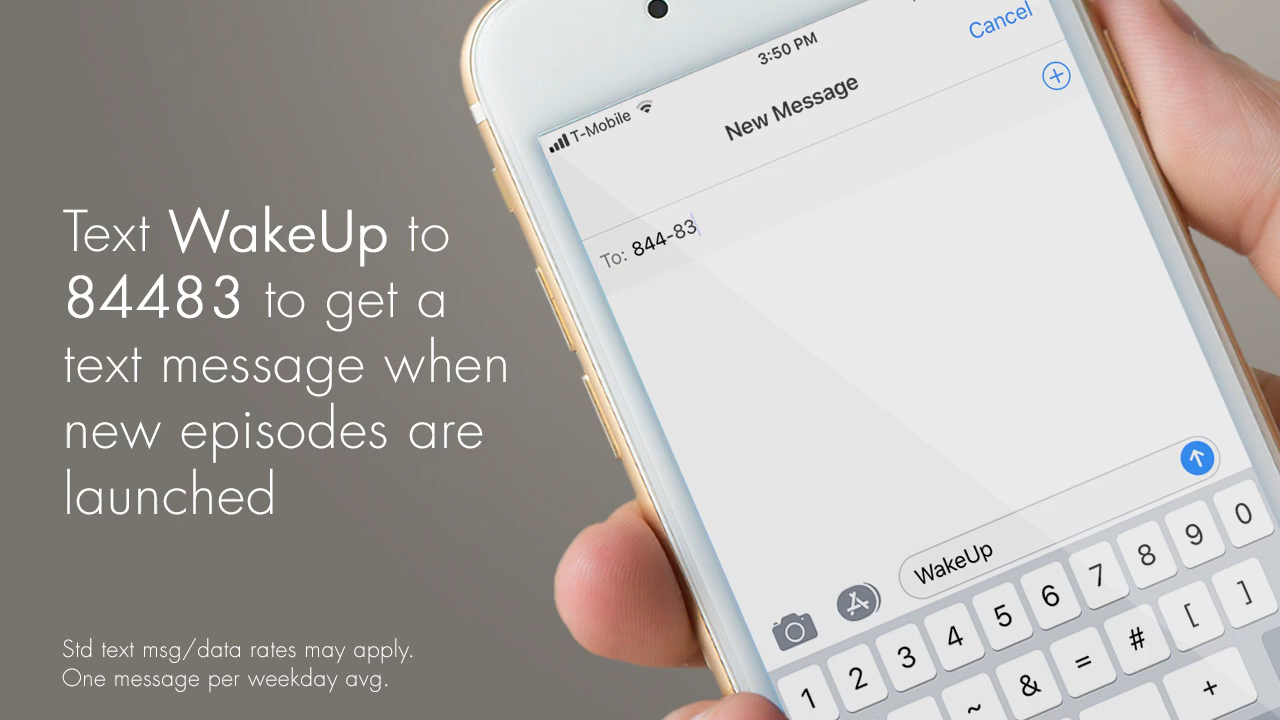 Text WakeUp to
84483 to get a
text message when
new episodes are
launched
Std text msg/data rates may apply.
One message per weekday avg.
T-Mobile
3:50 PM
Cancel
New Message
To: 844-83
WakeUp
1 2 3 4 5 6 7 8 9 0
~ & = # [ ]
+